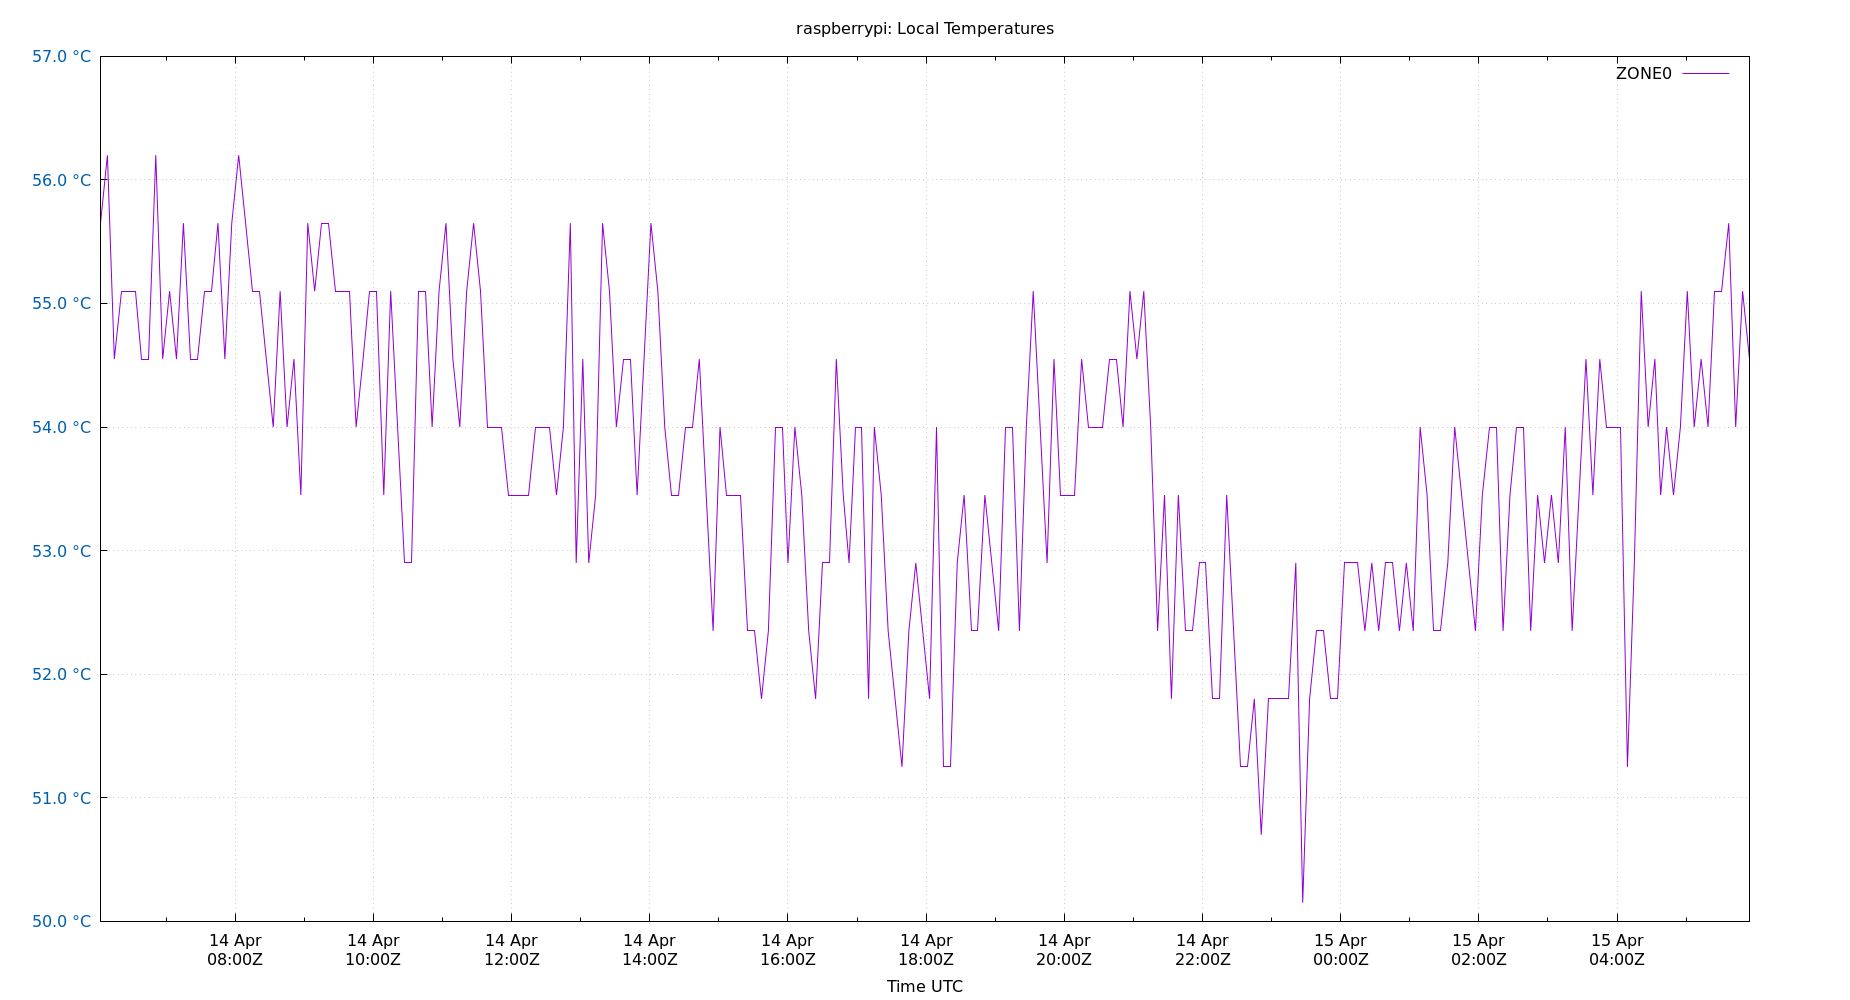 raspberrypi: Local Temperatures
57.0 °C
ZONE0
56.0 °C
55.0 °C
54.0 °C
53.0 °C
52.0 °C
51.0 °C
50.0 °C
14 Apr 14 Apr 14 Apr 14 Apr 14 Apr 14 Apr 14 Apr 14 Apr 15 Apr 15 Apr 15 Apr
08:00Z 10:00Z 12:00Z 14:00Z 16:00Z 18:00Z 20:00Z 22:00Z 00:00Z 02:00Z 04:00Z
Time UTC